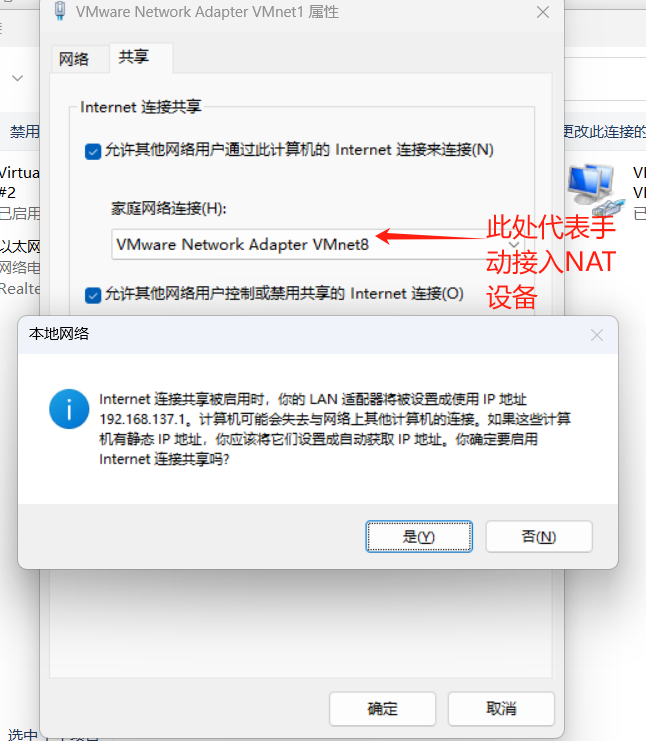 VMware Network Adapter VMnet1 属性
网络
共享
Internet 连接共享
禁用
更改此连接的
允许其他网络用户通过此计算机的 Internet 连接来连接(N)
Virtua
#2
已启用
家庭网络连接(H):
VMware Network Adapter VMnet8
此处代表手
动接入NAT
设备
以太网
网络电
Realte
允许其他网络用户控制或禁用共享的 Internet 连接(O)
本地网络
Internet 连接共享被启用时，你的 LAN 适配器将被设置成使用 IP 地址
192.168.137.1。计算机可能会失去与网络上其他计算机的连接。如果这些计算
机有静态 IP 地址，你应该将它们设置成自动获取 IP 地址。你确定要启用
Internet 连接共享吗?
是(Y)
否(N)
确定
取消